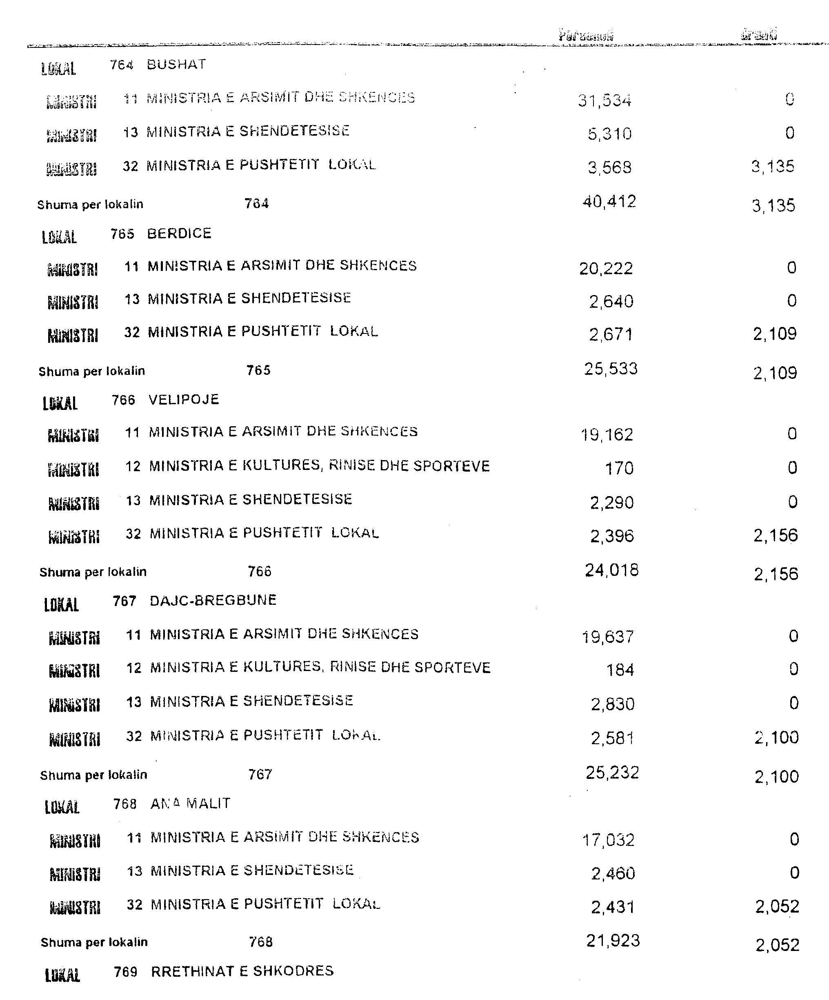 Personeli Granti
LOKAL 764 BUSHAT
MINISTRI 11 MINISTRIA E ARSIMIT DHE SHKENCES 31,534 0
MINISTRI 13 MINISTRIA E SHENDETESISE 5,310 0
MINISTRI 32 MINISTRIA E PUSHTETIT LOKAL 3,568 3,135
Shuma per lokalin 764 40,412 3,135
LOKAL 765 BERDICE
MINISTRI 11 MINISTRIA E ARSIMIT DHE SHKENCES 20,222 0
MINISTRI 13 MINISTRIA E SHENDETESISE 2,640 0
MINISTRI 32 MINISTRIA E PUSHTETIT LOKAL 2,671 2,109
Shuma per lokalin 765 25,533 2,109
LOKAL 766 VELIPOJE
MINISTRI 11 MINISTRIA E ARSIMIT DHE SHKENCES 19,162 0
MINISTRI 12 MINISTRIA E KULTURES, RINISE DHE SPORTEVE 170 0
MINISTRI 13 MINISTRIA E SHENDETESISE 2,290 0
MINISTRI 32 MINISTRIA E PUSHTETIT LOKAL 2,396 2,156
Shuma per lokalin 766 24,018 2,156
LOKAL 767 DAJC-BREGBUNE
MINISTRI 11 MINISTRIA E ARSIMIT DHE SHKENCES 19,637 0
MINISTRI 12 MINISTRIA E KULTURES, RINISE DHE SPORTEVE 184 0
MINISTRI 13 MINISTRIA E SHENDETESISE 2,830 0
MINISTRI 32 MINISTRIA E PUSHTETIT LOKAL 2,581 2,100
Shuma per lokalin 767 25,232 2,100
LOKAL 768 ANA MALIT
MINISTRI 11 MINISTRIA E ARSIMIT DHE SHKENCES 17,032 0
MINISTRI 13 MINISTRIA E SHENDETESISE 2,460 0
MINISTRI 32 MINISTRIA E PUSHTETIT LOKAL 2,431 2,052
Shuma per lokalin 768 21,923 2,052
LOKAL 769 RRETHINAT E SHKODRES